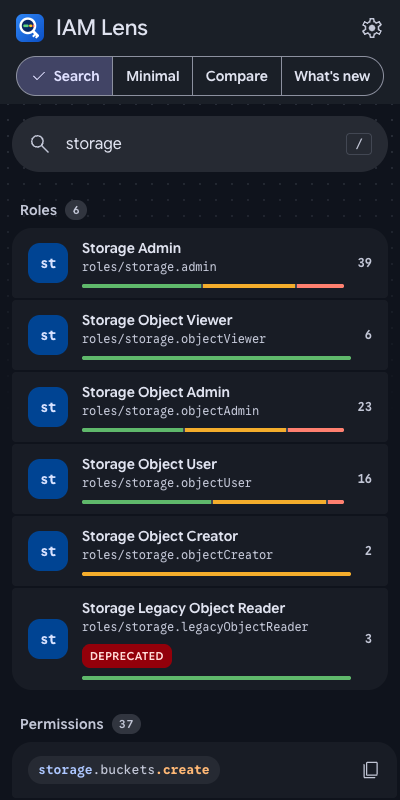 IAM Lens
Search
Minimal
Compare
What's new
storage
/
Roles 6
st
Storage Admin
roles/storage.admin
39
st
Storage Object Viewer
roles/storage.objectViewer
6
st
Storage Object Admin
roles/storage.objectAdmin
23
st
Storage Object User
roles/storage.objectUser
16
st
Storage Object Creator
roles/storage.objectCreator
2
st
Storage Legacy Object Reader
roles/storage.legacyObjectReader
DEPRECATED
3
Permissions 37
storage.buckets.create